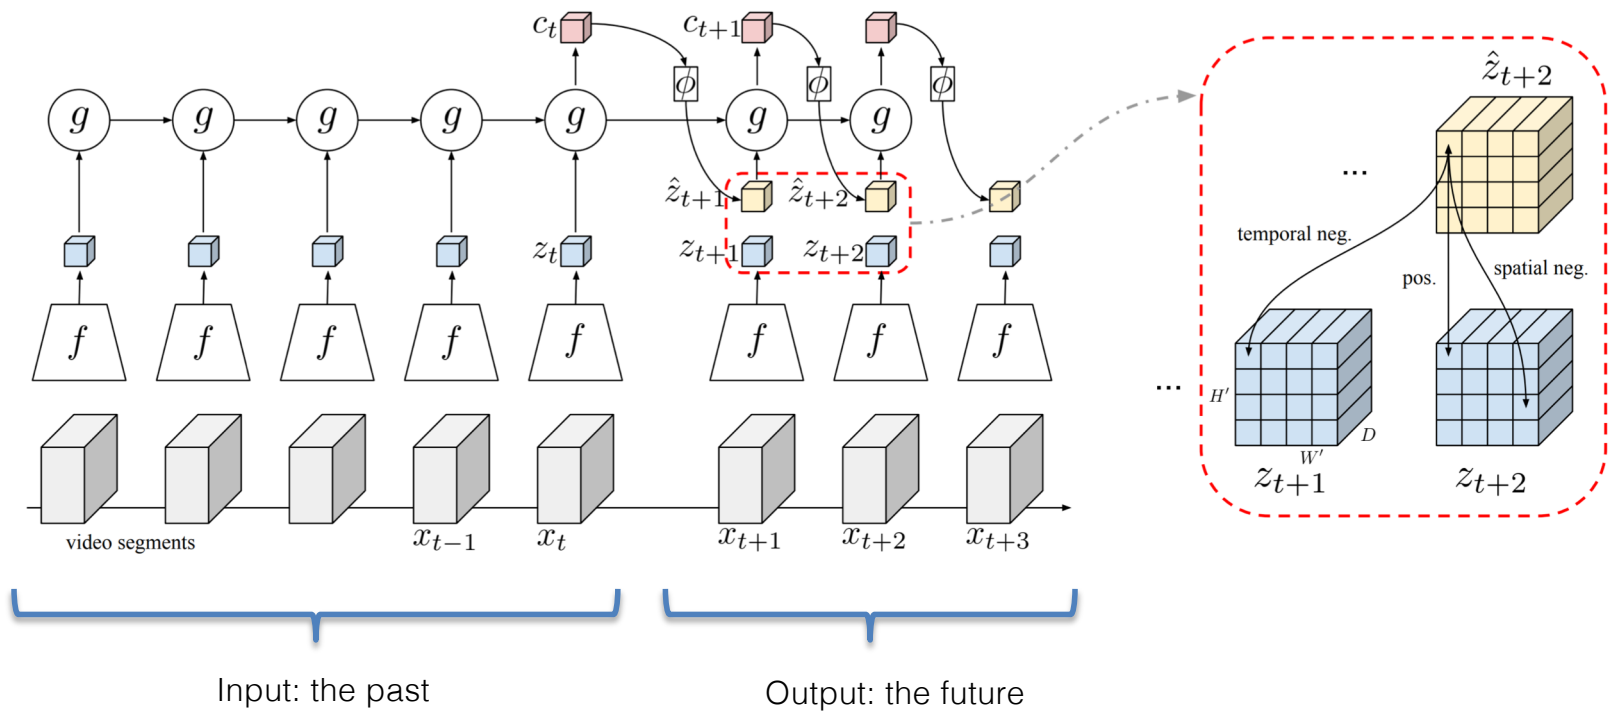 c_t c_{t+1}
ϕ ϕ ϕ
g g g g g g g
ẑ_{t+1} ẑ_{t+2}
z_t z_{t+1} z_{t+2}
f f f f f f f f
video segments
x_{t−1} x_t x_{t+1} x_{t+2} x_{t+3}
Input: the past
Output: the future
ẑ_{t+2}
...
temporal neg.
pos.
spatial neg.
...
H′
W′
D
z_{t+1} z_{t+2}